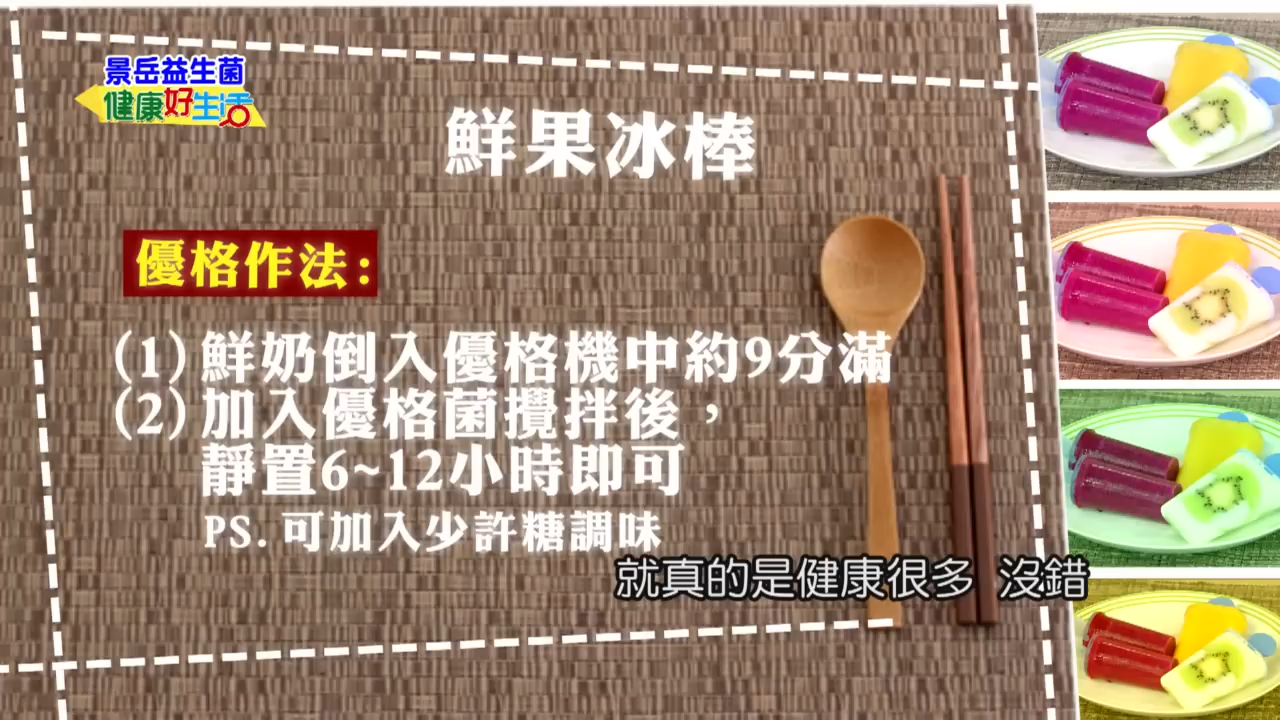 景岳益生菌
健康好生活
鮮果冰棒
優格作法:
(1)鮮奶倒入優格機中約9分滿
(2)加入優格菌攪拌後，
靜置6~12小時即可
PS.可加入少許糖調味
就真的是健康很多 沒錯